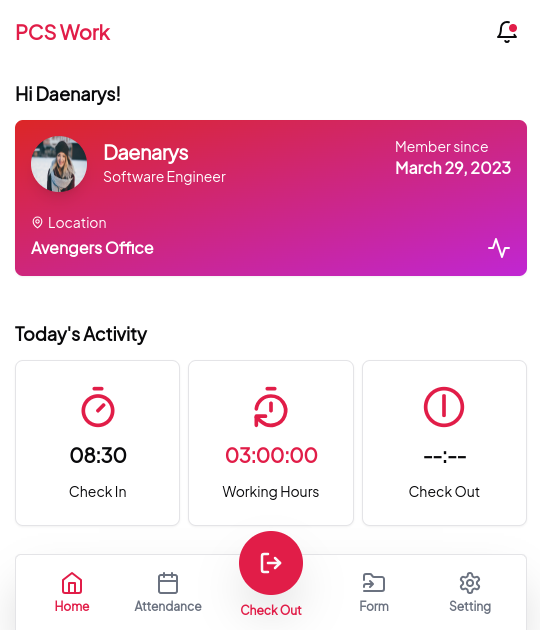 PCS Work
Hi Daenarys!
Daenarys
Software Engineer
Member since
March 29, 2023
Location
Avengers Office
Today's Activity
08:30
Check In
03:00:00
Working Hours
--:--
Check Out
Home
Attendance
Check Out
Form
Setting